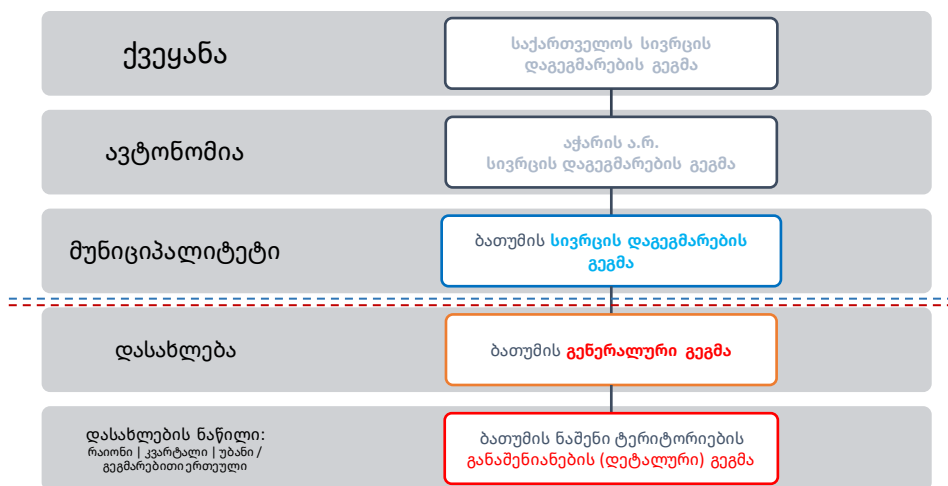 ქვეყანა
საქართველოს სივრცის
დაგეგმარების გეგმა
ავტონომია
აჭარის ა.რ.
სივრცის დაგეგმარების გეგმა
მუნიციპალიტეტი
ბათუმის სივრცის დაგეგმარების
გეგმა
დასახლება
ბათუმის გენერალური გეგმა
დასახლების ნაწილი:
რაიონი | კვარტალი | უბანი /
გეგმარებითი ერთეული
ბათუმის ნაშენი ტერიტორიების
განაშენიანების (დეტალური) გეგმა